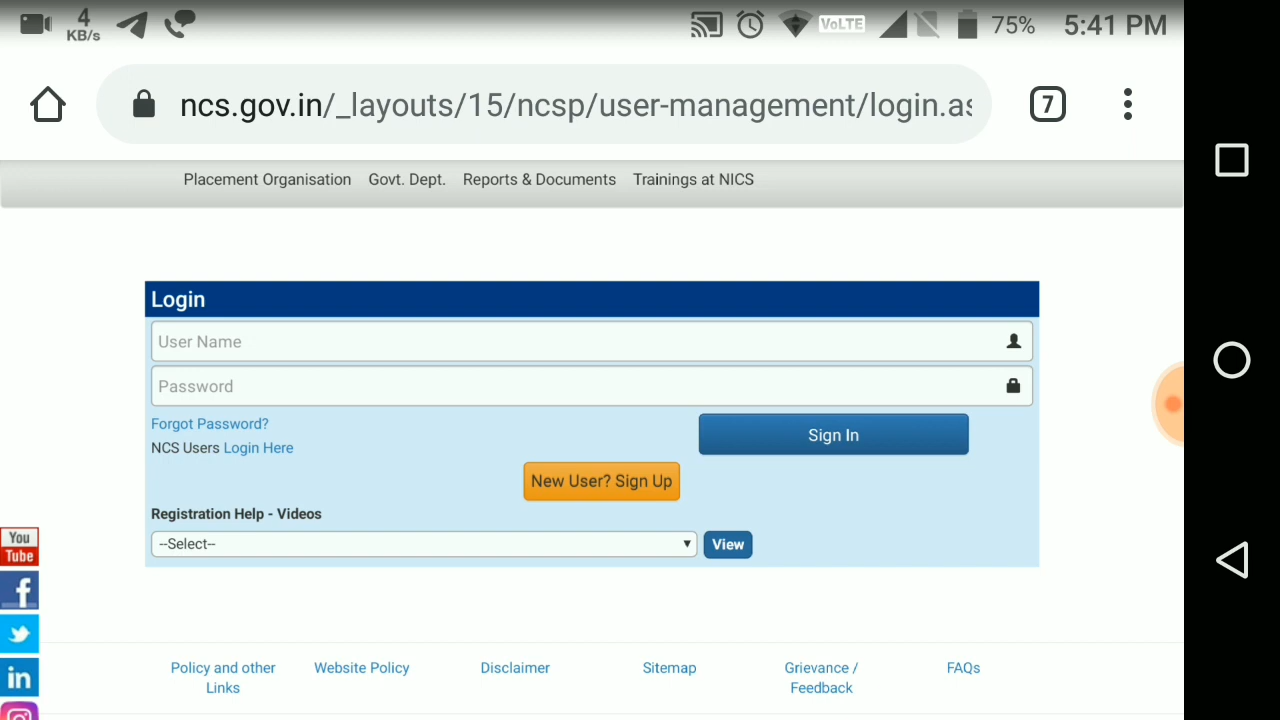 4
KB/s
VoLTE
75%
5:41 PM
ncs.gov.in/_layouts/15/ncsp/user-management/login.as
7
Placement Organisation Govt. Dept. Reports & Documents Trainings at NICS
Login
User Name
Password
Forgot Password?
NCS Users Login Here
Sign In
New User? Sign Up
Registration Help - Videos
--Select--
View
You
Tube
f
in
Policy and other
Links
Website Policy
Disclaimer
Sitemap
Grievance /
Feedback
FAQs